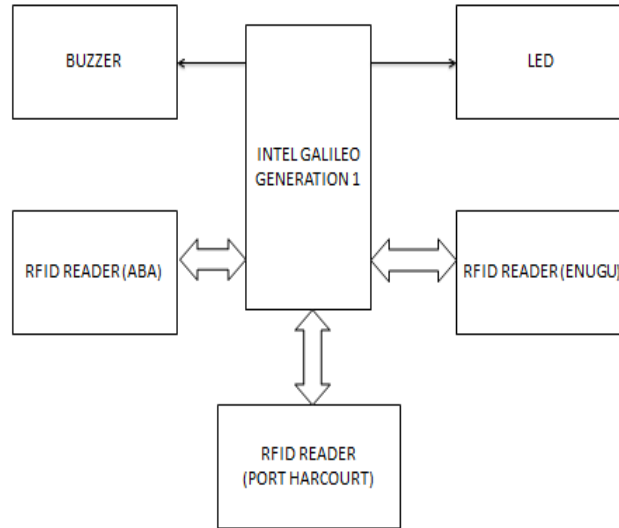 BUZZER
LED
INTEL GALILEO
GENERATION 1
RFID READER (ABA)
RFID READER (ENUGU)
RFID READER
(PORT HARCOURT)